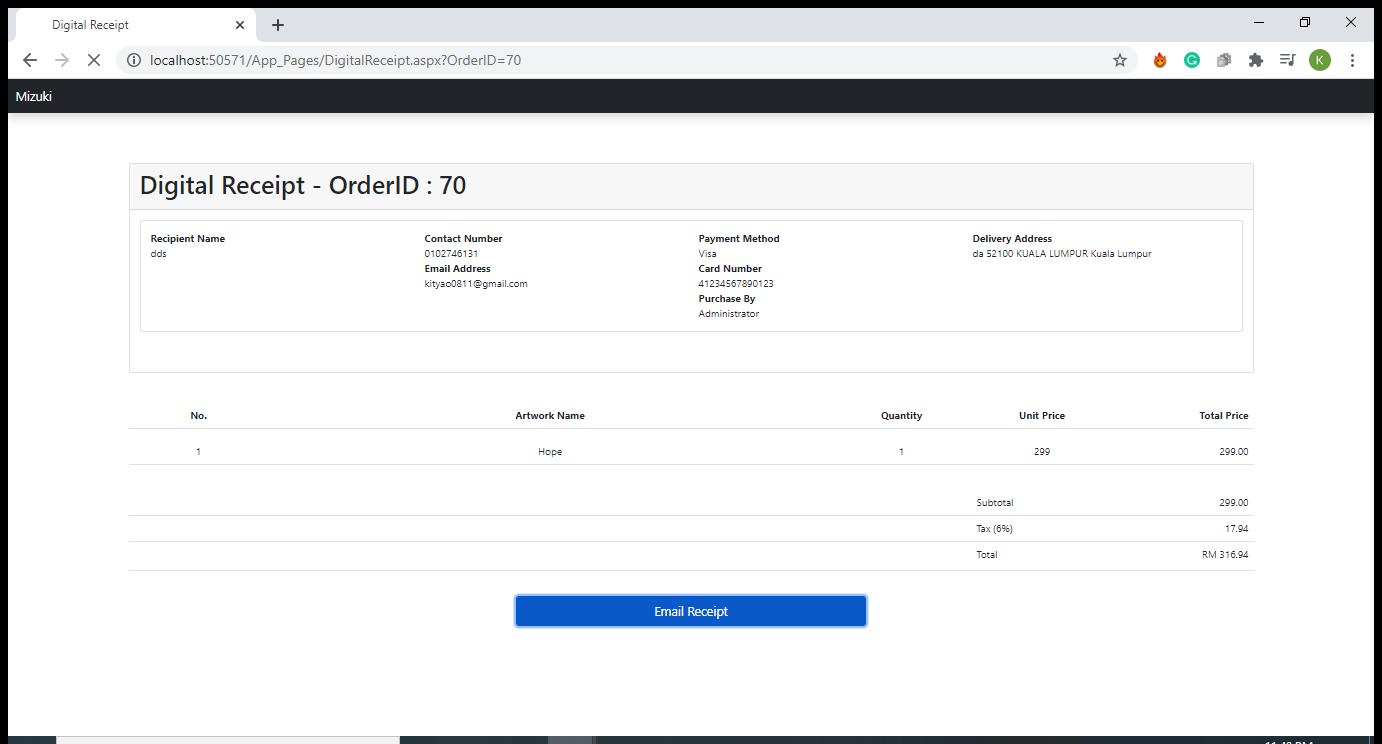 Digital Receipt
localhost:50571/App_Pages/DigitalReceipt.aspx?OrderID=70
K
Mizuki
Digital Receipt - OrderID : 70
Recipient Name
dds
Contact Number
0102746131
Email Address
kityao0811@gmail.com
Payment Method
Visa
Card Number
41234567890123
Purchase By
Administrator
Delivery Address
da 52100 KUALA LUMPUR Kuala Lumpur
No. Artwork Name Quantity Unit Price Total Price
1 Hope 1 299 299.00
Subtotal 299.00
Tax (6%) 17.94
Total RM 316.94
Email Receipt